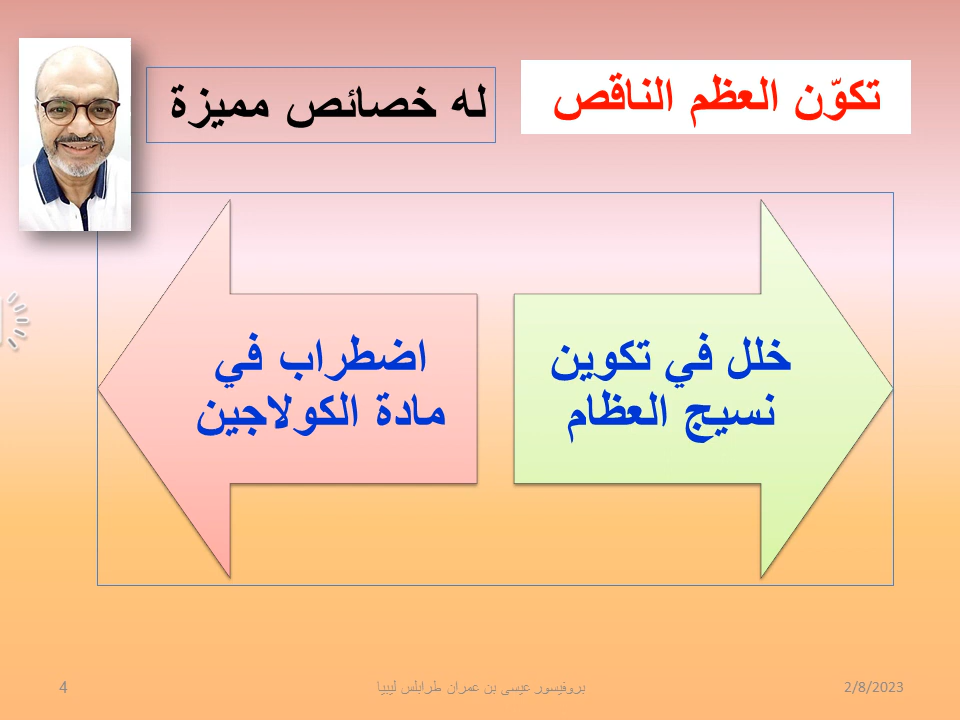 تكوّن العظم الناقص
له خصائص مميزة
خلل في تكوين
نسيج العظام
اضطراب في
مادة الكولاجين
2/8/2023
بروفيسور عيسى بن عمران طرابلس ليبيا
4